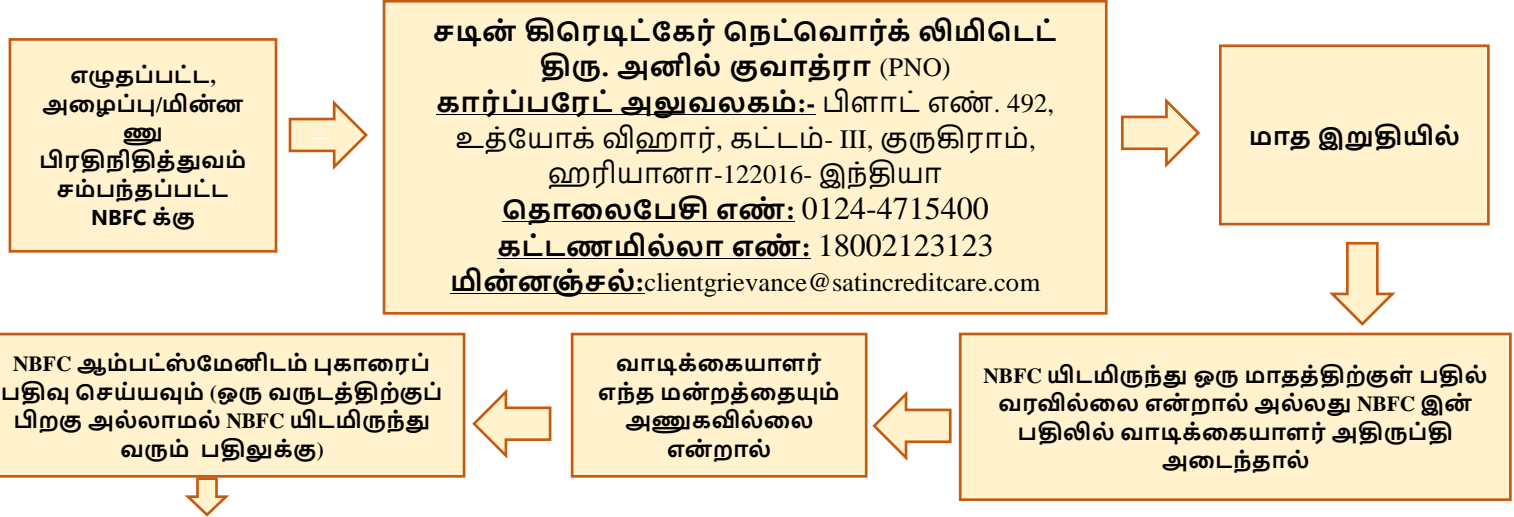 எழுதப்பட்ட,
அழைப்பு/மின்ன
ணு
பிரதிநிதித்துவம்
சம்பந்தப்பட்ட
NBFC க்கு
சடின் கிரெடிட்கேர் நெட்வொர்க் லிமிடெட்
திரு. அனில் குவாத்ரா (PNO)
கார்ப்பரேட் அலுவலகம்:- பிளாட் எண். 492,
உத்யோக் விஹார், கட்டம்- III, குருகிராம்,
ஹரியானா-122016- இந்தியா
தொலைபேசி எண்: 0124-4715400
கட்டணமில்லா எண்: 18002123123
மின்னஞ்சல்:clientgrievance@satincreditcare.com
மாத இறுதியில்
NBFC யிடமிருந்து ஒரு மாதத்திற்குள் பதில்
வரவில்லை என்றால் அல்லது NBFC இன்
பதிலில் வாடிக்கையாளர் அதிருப்தி
அடைந்தால்
வாடிக்கையாளர்
எந்த மன்றத்தையும்
அணுகவில்லை
என்றால்
NBFC ஆம்பட்ஸ்மேனிடம் புகாரைப்
பதிவு செய்யவும் (ஒரு வருடத்திற்குப்
பிறகு அல்லாமல் NBFC யிடமிருந்து
வரும் பதிலுக்கு)